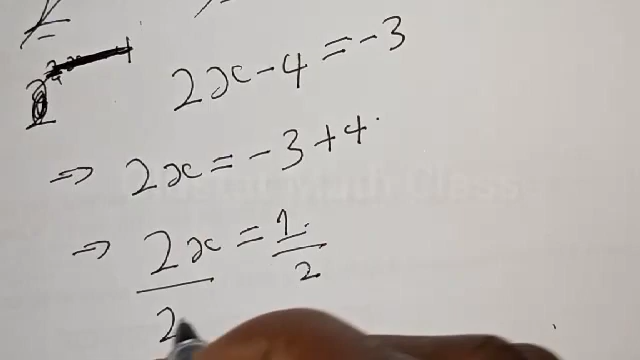 2x - 4 = -3
⇒ 2x = -3 + 4
⇒ 2x = 1
2 2